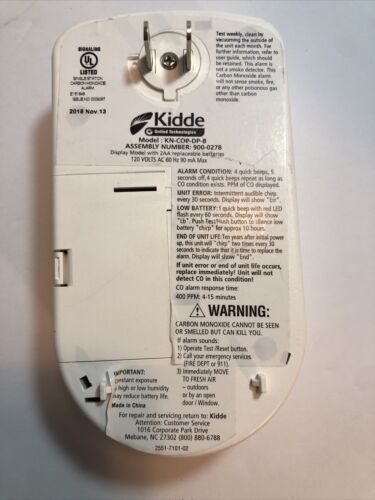 SIGNALING
UL
LISTED
SINGLE STATION
CARBON MONOXIDE
ALARM
2018 Nov.13
Test weekly, clean by
vacuuming the outside of
the unit each month. For
further information, refer to
user guide, which should
be retained. This alarm is
not a smoke detector. This
Carbon Monoxide alarm
will not sense smoke, fire,
or any other poisonous gas
other than carbon
monoxide.
Kidde
United Technologies
Model : KN-COP-DP-B
ASSEMBLY NUMBER: 900-0278
Display Model with 2AA replaceable batteries
120 VOLTS AC 60 Hz 90 mA Max
ALARM CONDITION: 4 quick beeps, 5
seconds off, 4 quick beeps repeat as long as
CO condition exists. PPM of CO displayed.
UNIT ERROR: Intermittent audible chirp
every 30 seconds. Display will show "Err".
LOW BATTERY: 1 quick beep with red LED
flash every 60 seconds. Display will show
"Lb". Push Test/Hush button to silence low
battery "chirp" for approx 10 hours.
END OF UNIT LIFE: Ten years after initial power
up, this unit will "chirp" two times every 30
seconds to indicate that it is time to replace the
alarm. Display will show "End".
If unit error or end of unit life occurs,
replace immediately! Unit will not
detect CO in this condition!
CO alarm response time:
400 PPM: 4-15 minutes
WARNING:
CARBON MONOXIDE CANNOT BE SEEN
OR SMELLED BUT CAN KILL YOU.
If alarm sounds:
1) Operate Test /Reset button.
2) Call your emergency services
(FIRE DEPT or 911).
3) immediately MOVE
TO FRESH AIR
– outdoors
or by an open
door / Window.
IMPORTANT:
Constant exposure
to high or low humidity
may reduce battery life.
Made in China
For repair and servicing return to: Kidde
Attention: Customer Service
1016 Corporate Park Drive
Mebane, NC 27302 (800) 880-6788
2551-7101-02